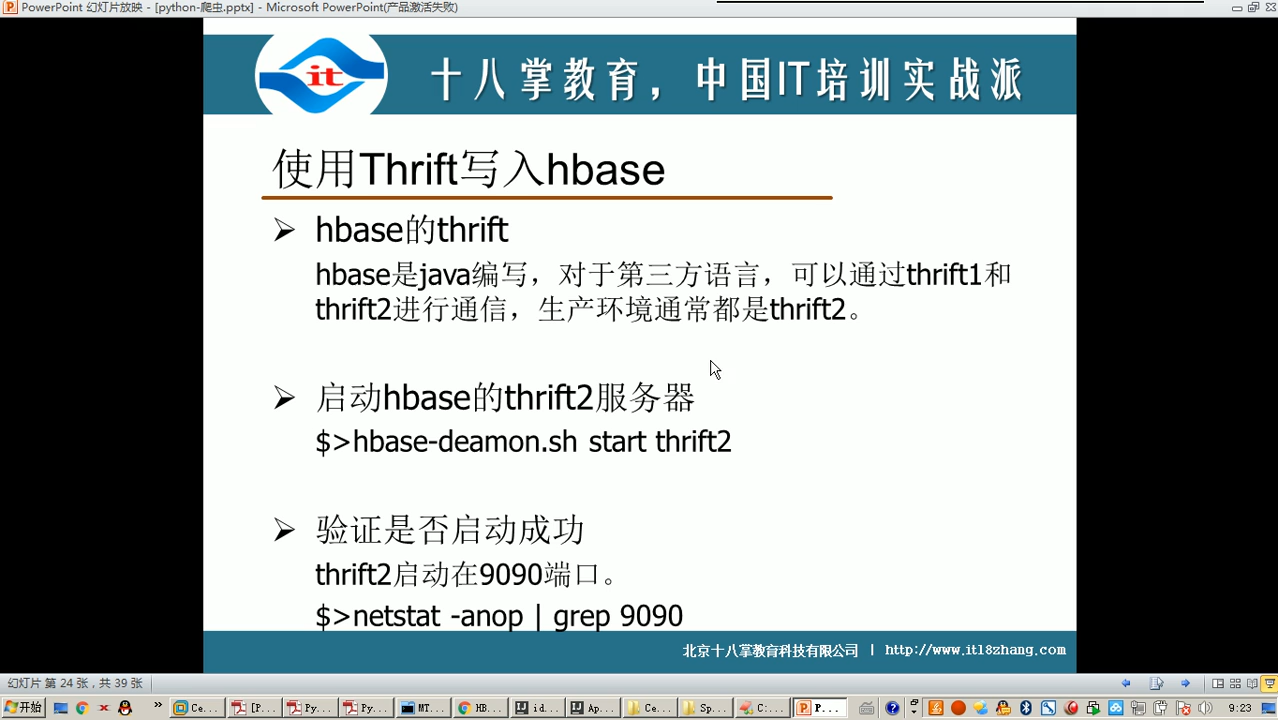 PowerPoint 幻灯片放映 - [python-爬虫.pptx] - Microsoft PowerPoint(产品激活失败)
it
十八掌教育，中国IT培训实战派
使用Thrift写入hbase
hbase的thrift
hbase是java编写，对于第三方语言，可以通过thrift1和
thrift2进行通信，生产环境通常都是thrift2。
启动hbase的thrift2服务器
$>hbase-deamon.sh start thrift2
验证是否启动成功
thrift2启动在9090端口。
$>netstat -anop | grep 9090
北京十八掌教育科技有限公司 | http://www.it18zhang.com
幻灯片 第 24 张，共 39 张
开始 Ce... [P... Py... Py... MT... HB... id... Ap... Ce... Sp... C:... P... 9:23